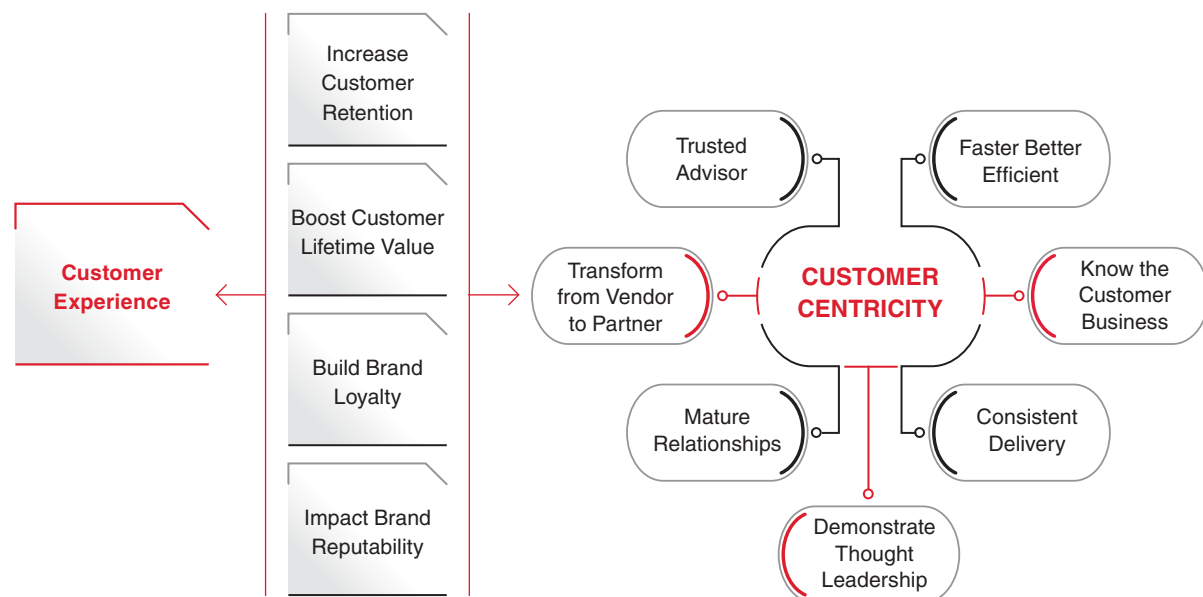 Customer
Experience
Increase
Customer
Retention
Boost Customer
Lifetime Value
Build Brand
Loyalty
Impact Brand
Reputability
Trusted
Advisor
Faster Better
Efficient
Transform
from Vendor
to Partner
CUSTOMER
CENTRICITY
Know the
Customer
Business
Mature
Relationships
Consistent
Delivery
Demonstrate
Thought
Leadership